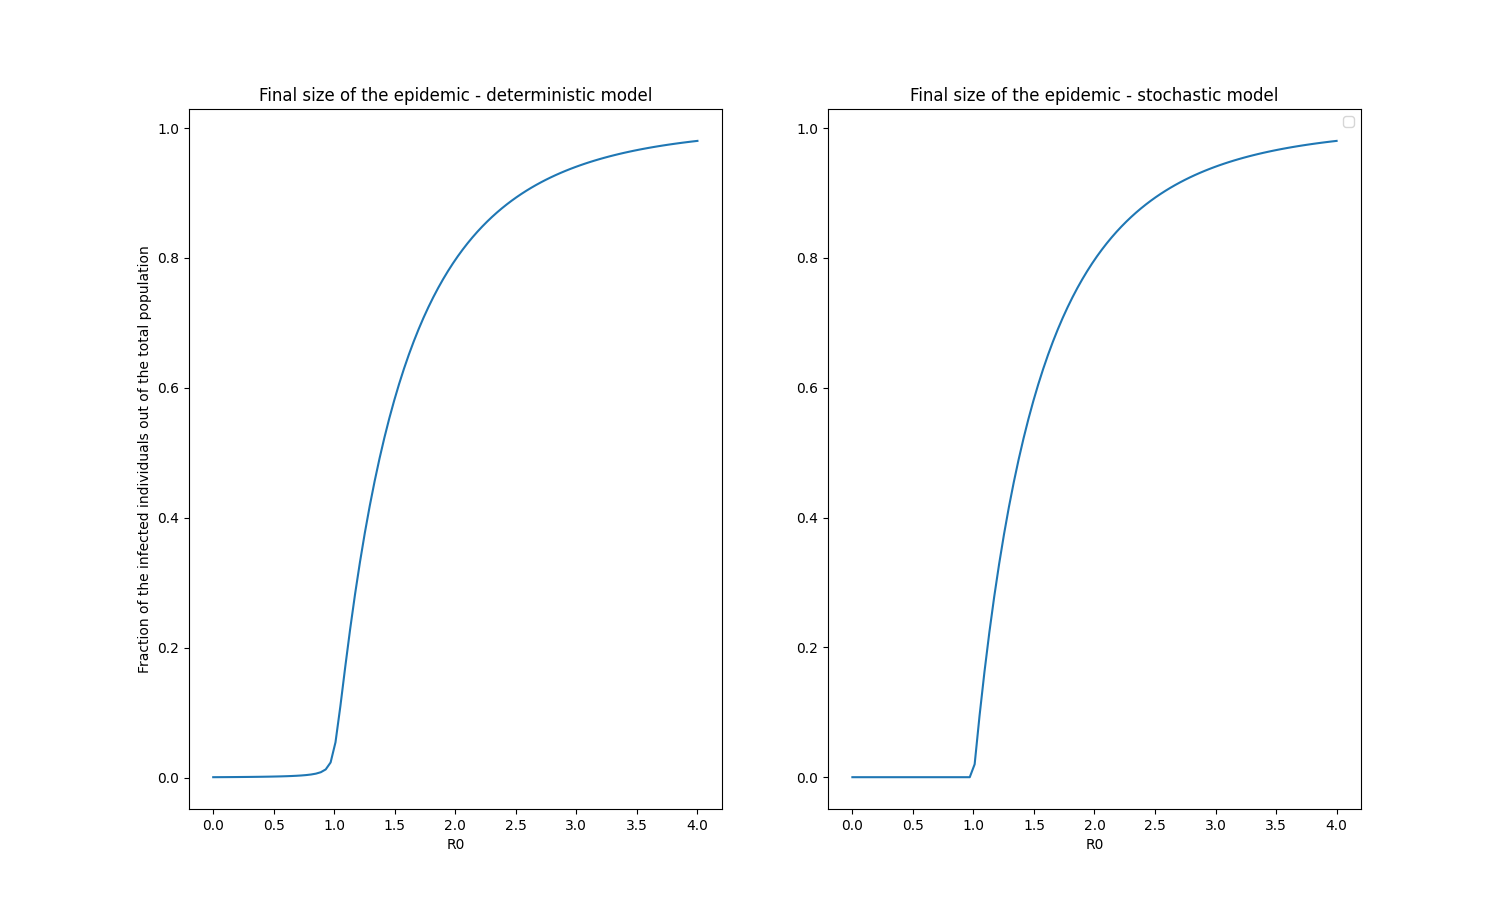 Final size of the epidemic - deterministic model
Fraction of the infected individuals out of the total population
1.0
0.8
0.6
0.4
0.2
0.0
0.0 0.5 1.0 1.5 2.0 2.5 3.0 3.5 4.0
R0
Final size of the epidemic - stochastic model
1.0
0.8
0.6
0.4
0.2
0.0
0.0 0.5 1.0 1.5 2.0 2.5 3.0 3.5 4.0
R0